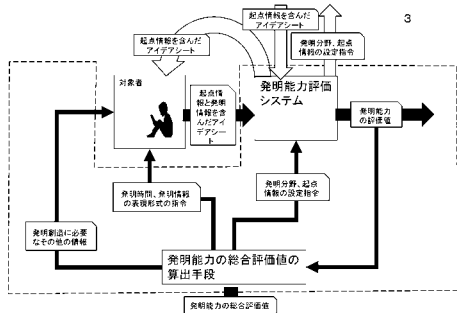 3
起点情報を含んだ
アイデアシート
起点情報を含んだ
アイデアシート
発明分野、起点
情報の設定指令
対象者
起点情報
と発明
情報を含
んだアイ
デアシー
ト
発明能力評価
システム
発明能力
の評価値
発明時間、発明情報
の表現形式の指令
発明分野、起点
情報の設定指令
発明創造に必要
なその他の情報
発明能力の総合評価値の
算出手段
発明能力の総合評価値